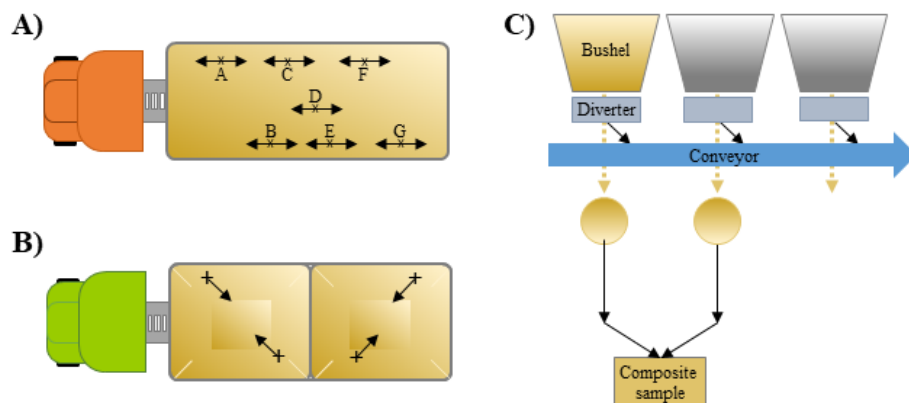 A)
A
C
F
D
B
E
G
B)
C)
Bushel
Diverter
Conveyor
Composite
sample